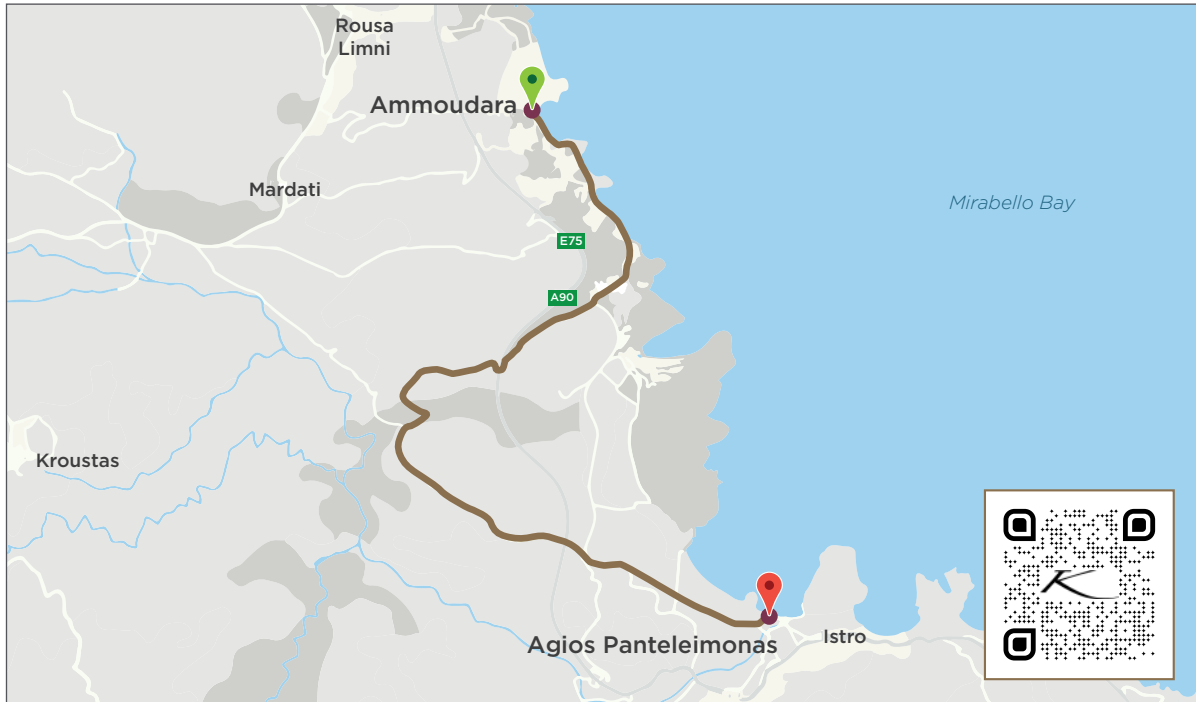 Rousa
Limni
Ammoudara
Mardati
Mirabello Bay
E75
A90
Kroustas
Agios Panteleimonas
Istro